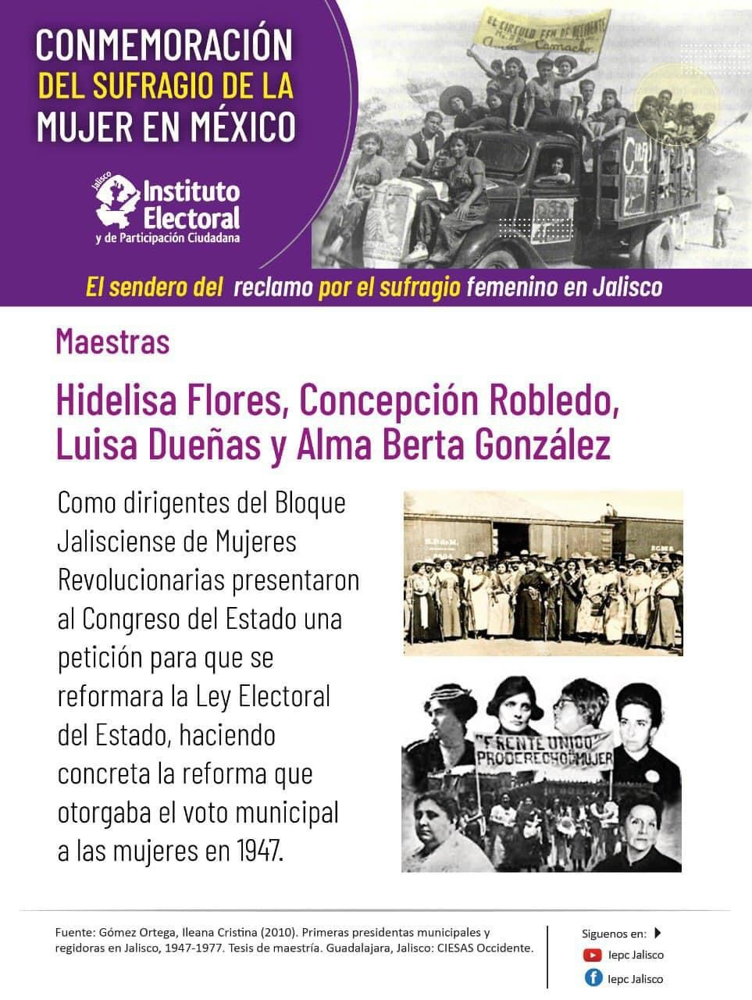 CONMEMORACIÓN
DEL SUFRAGIO DE LA
MUJER EN MÉXICO
Jalisco
Instituto
Electoral
y de Participación Ciudadana
EL CIRCULO FEM DE OCCIDENTE
Avila Camacho.
El sendero del reclamo por el sufragio femenino en Jalisco
Maestras
Hidelisa Flores, Concepción Robledo,
Luisa Dueñas y Alma Berta González
Como dirigentes del Bloque
Jalisciense de Mujeres
Revolucionarias presentaron
al Congreso del Estado una
petición para que se
reformara la Ley Electoral
del Estado, haciendo
concreta la reforma que
otorgaba el voto municipal
a las mujeres en 1947.
S.P. de M.
"FRENTE UNICO"
PRODERECHO DE LA MUJER
Fuente: Gómez Ortega, Ileana Cristina (2010). Primeras presidentas municipales y
regidoras en Jalisco, 1947-1977. Tesis de maestría. Guadalajara, Jalisco: CIESAS Occidente.
Siguenos en:
Iepc Jalisco
Iepc Jalisco